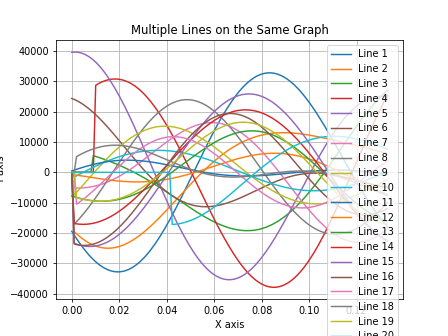 Multiple Lines on the Same Graph
40000
30000
20000
10000
0
−10000
−20000
−30000
−40000
0.00
0.02
0.04
0.06
0.08
0.10
X axis
Line 1
Line 2
Line 3
Line 4
Line 5
Line 6
Line 7
Line 8
Line 9
Line 10
Line 11
Line 12
Line 13
Line 14
Line 15
Line 16
Line 17
Line 18
Line 19
Line 20